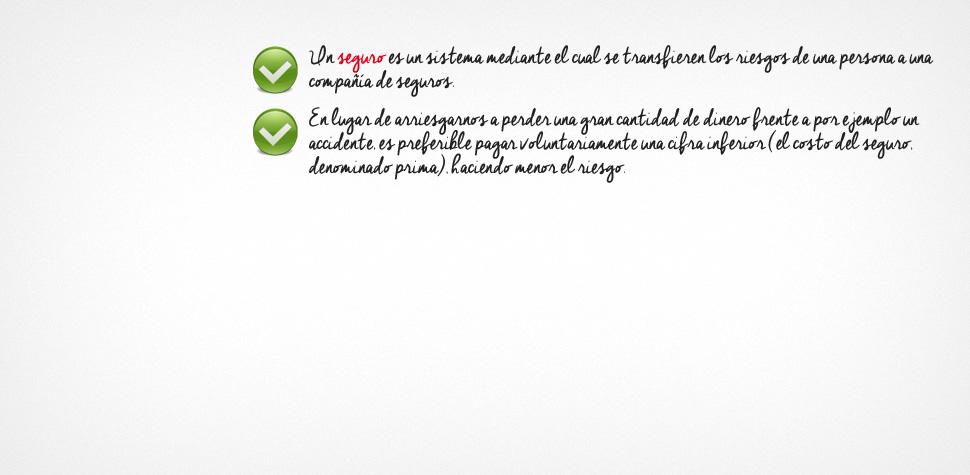 Un seguro es un sistema mediante el cual se transfieren los riesgos de una persona a una
compañía de seguros.
En lugar de arriesgarnos a perder una gran cantidad de dinero frente a por ejemplo un
accidente, es preferible pagar voluntariamente una cifra inferior (el costo del seguro,
denominado prima), haciendo menor el riesgo.